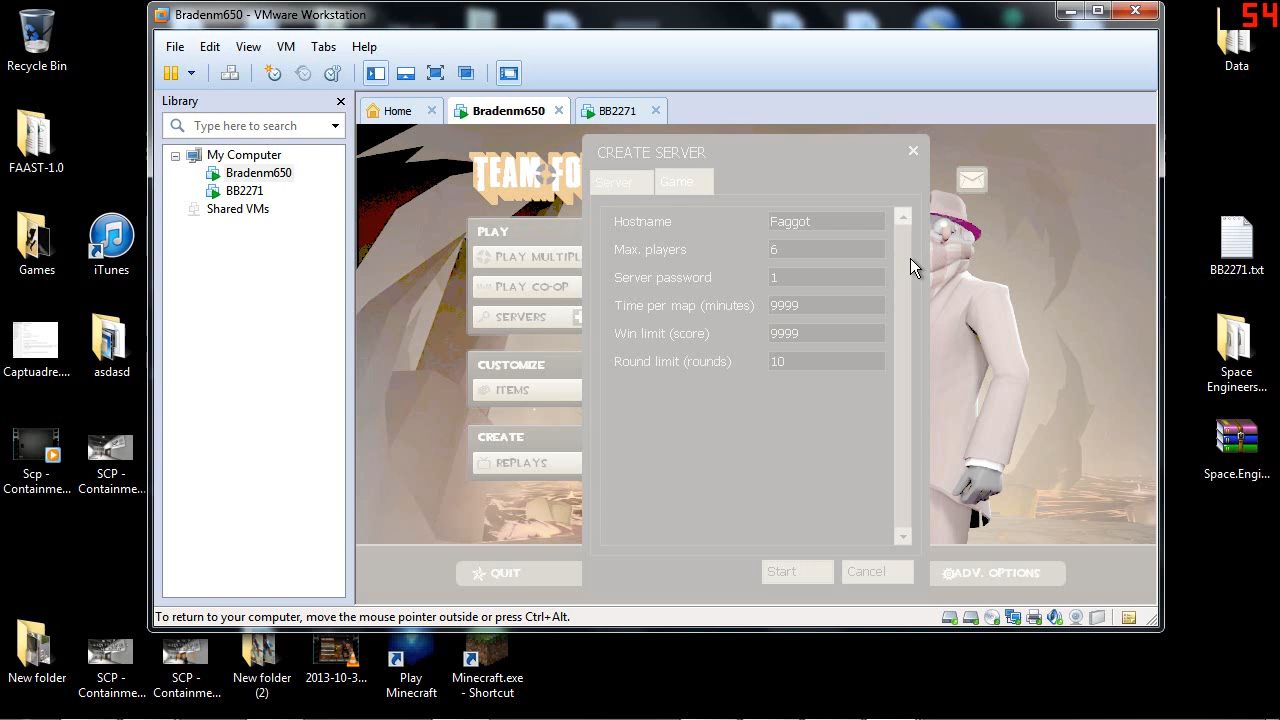 Bradenm650 - VMware Workstation
54
File Edit View VM Tabs Help
Library
Type here to search
My Computer
Bradenm650
BB2271
Shared VMs
Home
Bradenm650
BB2271
TEAM FO
PLAY
PLAY MULTIPL
PLAY CO-OP
SERVERS
CUSTOMIZE
ITEMS
CREATE
REPLAYS
QUIT
CREATE SERVER
Server Game
Hostname Faggot
Max. players 6
Server password 1
Time per map (minutes) 9999
Win limit (score) 9999
Round limit (rounds) 10
Start Cancel
ADV. OPTIONS
To return to your computer, move the mouse pointer outside or press Ctrl+Alt.
Recycle Bin
FAAST-1.0
Games
iTunes
Captuadre....
asdasd
Scp -
Containme...
SCP -
Containme...
New folder
SCP -
Containme...
SCP -
Containme...
New folder
(2)
2013-10-3...
Play
Minecraft
Minecraft.exe
- Shortcut
Data
BB2271.txt
Space
Engineers...
Space.Engi...